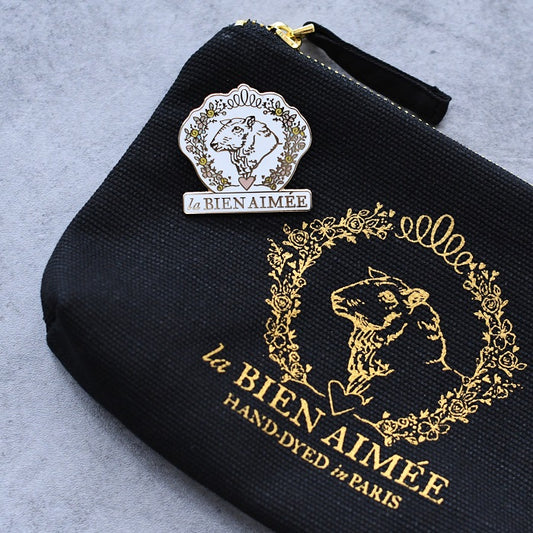 la BIEN AIMÉE
la BIEN AIMÉE
HAND-DYED in PARIS